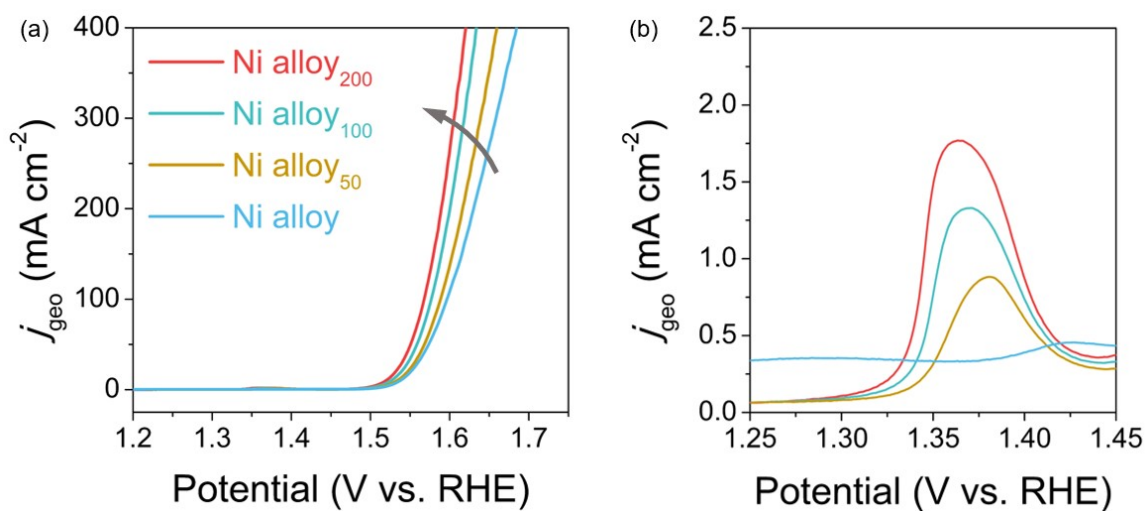 (a)
400
300
200
100
0
j geo (mA cm-2)
Ni alloy200
Ni alloy100
Ni alloy50
Ni alloy
1.2 1.3 1.4 1.5 1.6 1.7
Potential (V vs. RHE)
(b)
2.5
2.0
1.5
1.0
0.5
0.0
j geo (mA cm-2)
1.25 1.30 1.35 1.40 1.45
Potential (V vs. RHE)